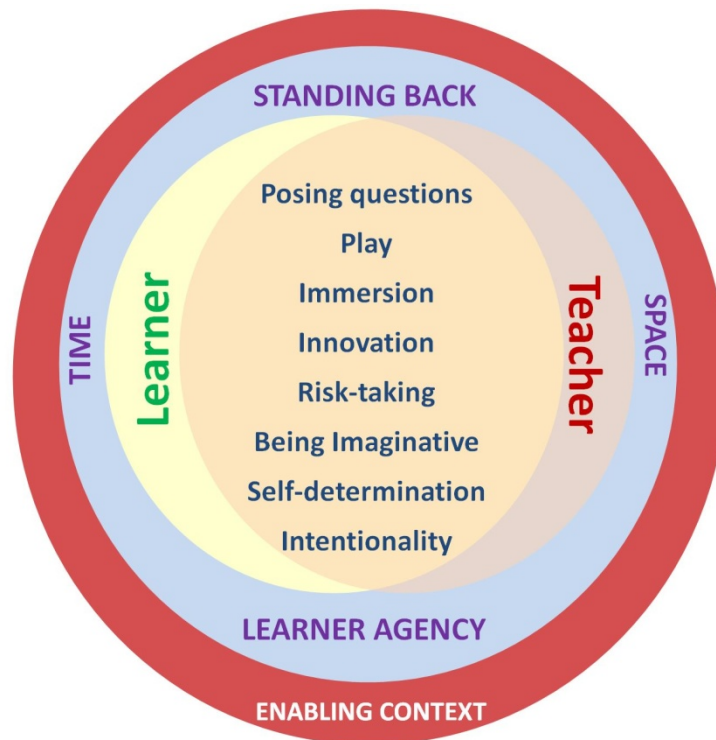 STANDING BACK
Posing questions
Play
Immersion
Innovation
Risk-taking
Being Imaginative
Self-determination
Intentionality
TIME
Learner
Teacher
SPACE
LEARNER AGENCY
ENABLING CONTEXT